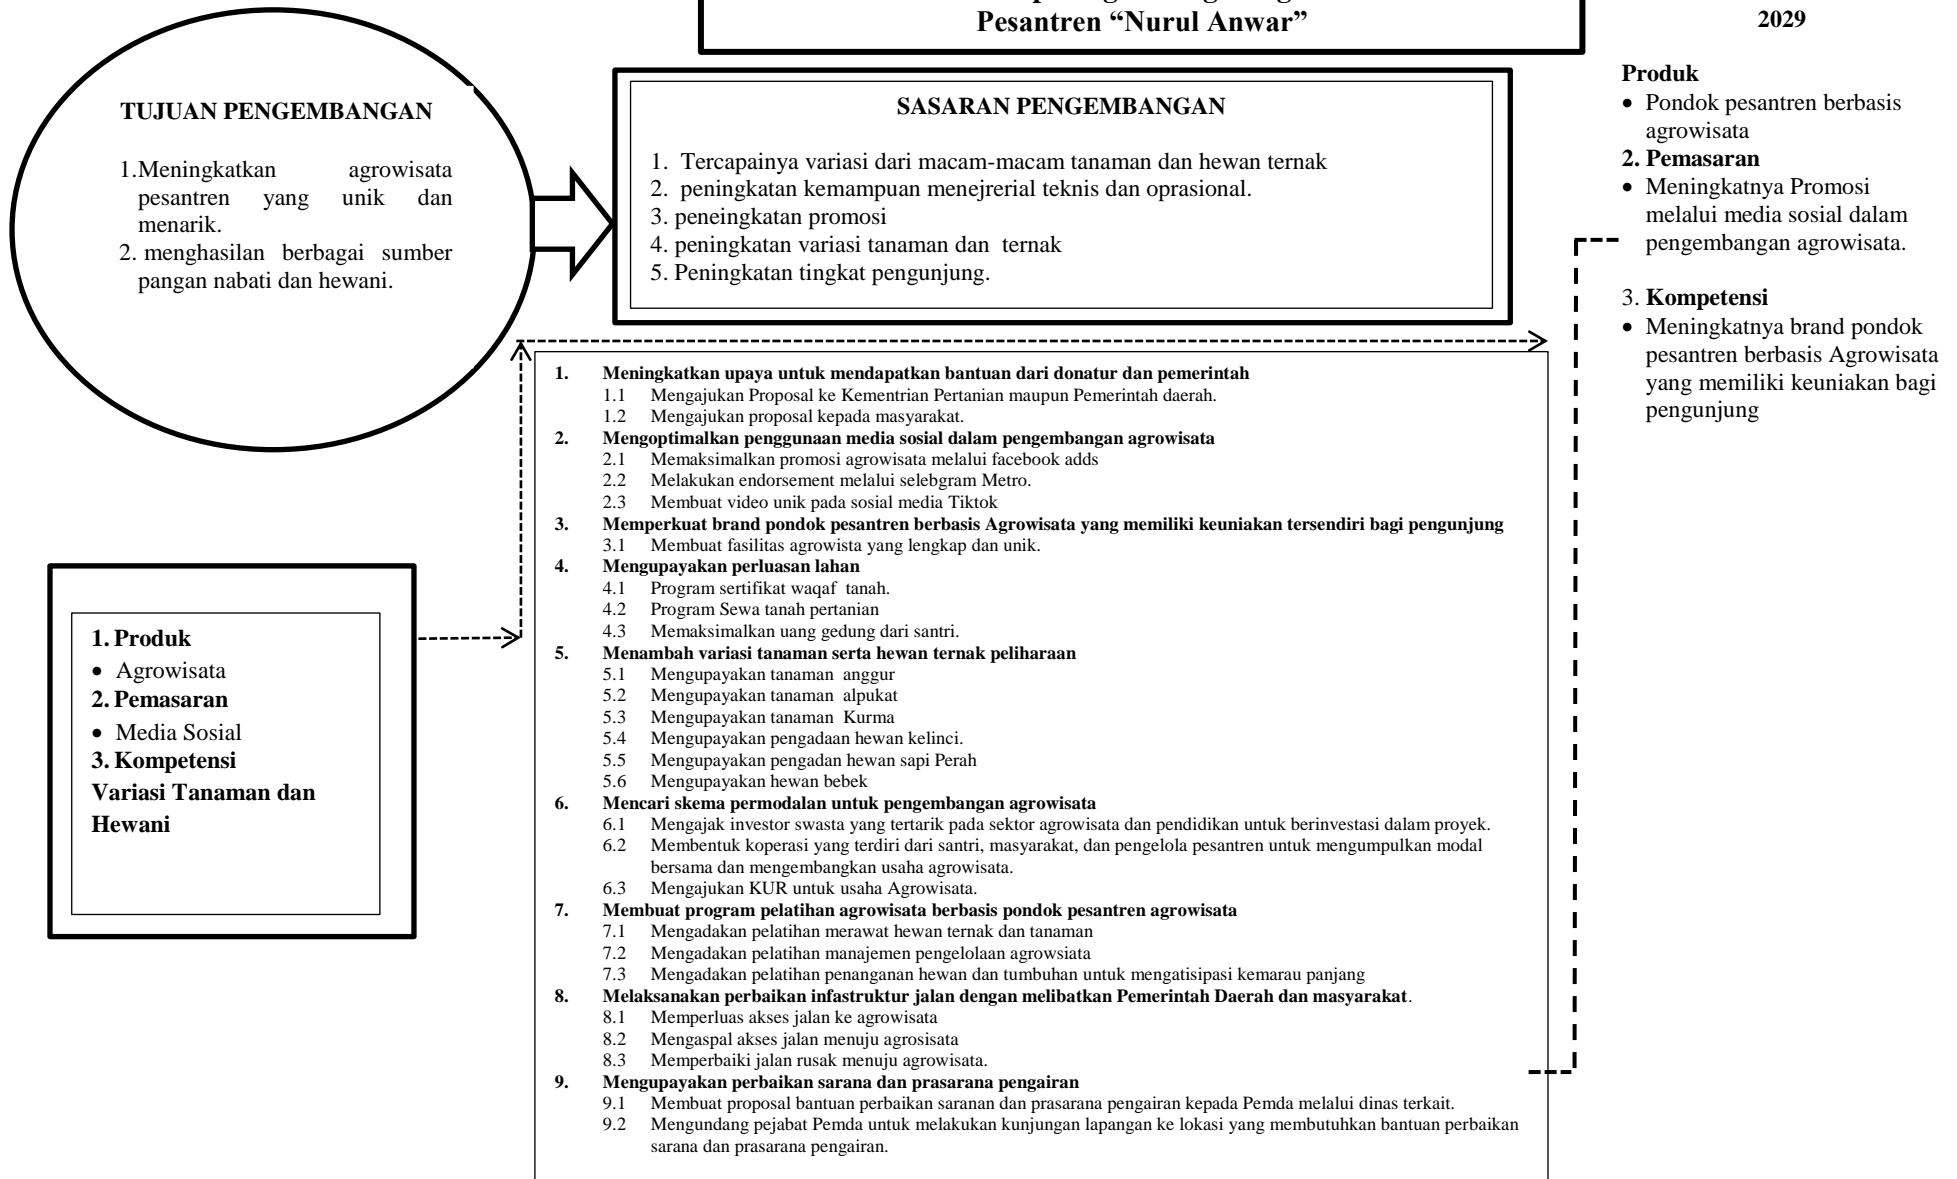 Pesantren “Nurul Anwar”
2029
TUJUAN PENGEMBANGAN
1.Meningkatkan agrowisata
pesantren yang unik dan
menarik.
2. menghasilan berbagai sumber
pangan nabati dan hewani.
SASARAN PENGEMBANGAN
1. Tercapainya variasi dari macam-macam tanaman dan hewan ternak
2. peningkatan kemampuan menejrerial teknis dan oprasional.
3. peneingkatan promosi
4. peningkatan variasi tanaman dan ternak
5. Peningkatan tingkat pengunjung.
Produk
• Pondok pesantren berbasis
agrowisata
2. Pemasaran
• Meningkatnya Promosi
melalui media sosial dalam
pengembangan agrowisata.
3. Kompetensi
• Meningkatnya brand pondok
pesantren berbasis Agrowisata
yang memiliki keuniakan bagi
pengunjung
1. Produk
• Agrowisata
2. Pemasaran
• Media Sosial
3. Kompetensi
Variasi Tanaman dan
Hewani
1. Meningkatkan upaya untuk mendapatkan bantuan dari donatur dan pemerintah
1.1 Mengajukan Proposal ke Kementrian Pertanian maupun Pemerintah daerah.
1.2 Mengajukan proposal kepada masyarakat.
2. Mengoptimalkan penggunaan media sosial dalam pengembangan agrowisata
2.1 Memaksimalkan promosi agrowisata melalui facebook adds
2.2 Melakukan endorsement melalui selebgram Metro.
2.3 Membuat video unik pada sosial media Tiktok
3. Memperkuat brand pondok pesantren berbasis Agrowisata yang memiliki keuniakan tersendiri bagi pengunjung
3.1 Membuat fasilitas agrowista yang lengkap dan unik.
4. Mengupayakan perluasan lahan
4.1 Program sertifikat waqaf tanah.
4.2 Program Sewa tanah pertanian
4.3 Memaksimalkan uang gedung dari santri.
5. Menambah variasi tanaman serta hewan ternak peliharaan
5.1 Mengupayakan tanaman anggur
5.2 Mengupayakan tanaman alpukat
5.3 Mengupayakan tanaman Kurma
5.4 Mengupayakan pengadaan hewan kelinci.
5.5 Mengupayakan pengadan hewan sapi Perah
5.6 Mengupayakan hewan bebek
6. Mencari skema permodalan untuk pengembangan agrowisata
6.1 Mengajak investor swasta yang tertarik pada sektor agrowisata dan pendidikan untuk berinvestasi dalam proyek.
6.2 Membentuk koperasi yang terdiri dari santri, masyarakat, dan pengelola pesantren untuk mengumpulkan modal
bersama dan mengembangkan usaha agrowisata.
6.3 Mengajukan KUR untuk usaha Agrowisata.
7. Membuat program pelatihan agrowisata berbasis pondok pesantren agrowisata
7.1 Mengadakan pelatihan merawat hewan ternak dan tanaman
7.2 Mengadakan pelatihan manajemen pengelolaan agrowsiata
7.3 Mengadakan pelatihan penanganan hewan dan tumbuhan untuk mengatisipasi kemarau panjang
8. Melaksanakan perbaikan infastruktur jalan dengan melibatkan Pemerintah Daerah dan masyarakat.
8.1 Memperluas akses jalan ke agrowisata
8.2 Mengaspal akses jalan menuju agrosisata
8.3 Memperbaiki jalan rusak menuju agrowisata.
9. Mengupayakan perbaikan sarana dan prasarana pengairan
9.1 Membuat proposal bantuan perbaikan saranan dan prasarana pengairan kepada Pemda melalui dinas terkait.
9.2 Mengundang pejabat Pemda untuk melakukan kunjungan lapangan ke lokasi yang membutuhkan bantuan perbaikan
sarana dan prasarana pengairan.